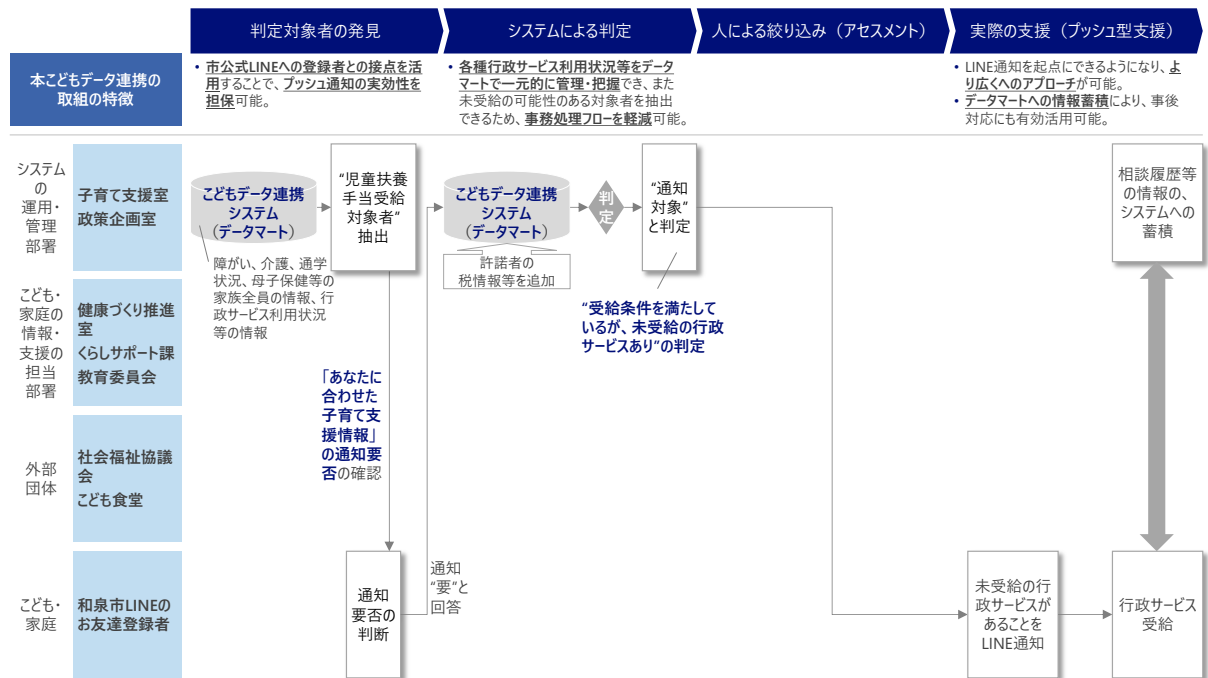 判定対象者の発見
システムによる判定
人による絞り込み（アセスメント）
実際の支援（プッシュ型支援）
本こどもデータ連携の
取組の特徴
• 市公式LINEへの登録者との接点を活
用することで、プッシュ通知の実効性を
担保可能。
• 各種行政サービス利用状況等をデータ
マートで一元的に管理・把握でき、また
未受給の可能性のある対象者を抽出
できるため、事務処理フローを軽減可能。
• LINE通知を起点にできるようになり、よ
り広くへのアプローチが可能。
• データマートへの情報蓄積により、事後
対応にも有効活用可能。
システム
の
運用・
管理
部署
子育て支援室
政策企画室
こどもデータ連携
システム
（データマート）
“児童扶養
手当受給
対象者”
抽出
こどもデータ連携
システム
（データマート）
判
定
“通知
対象”
と判定
相談履歴等
の情報の、
システムへの
蓄積
障がい、介護、通学
状況、母子保健等の
家族全員の情報、行
政サービス利用状況
等の情報
許諾者の
税情報等を追加
こども・
家庭の
情報・
支援の
担当
部署
健康づくり推進
室
くらしサポート課
教育委員会
“受給条件を満たして
いるが、未受給の行政
サービスあり”の判定
「あなたに
合わせた
子育て支
援情報」
の通知要
否の確認
外部
団体
社会福祉協議
会
こども食堂
こども・
家庭
和泉市LINEの
お友達登録者
通知
要否の
判断
通知
“要”と
回答
未受給の行
政サービスが
あることを
LINE通知
行政サービス
受給